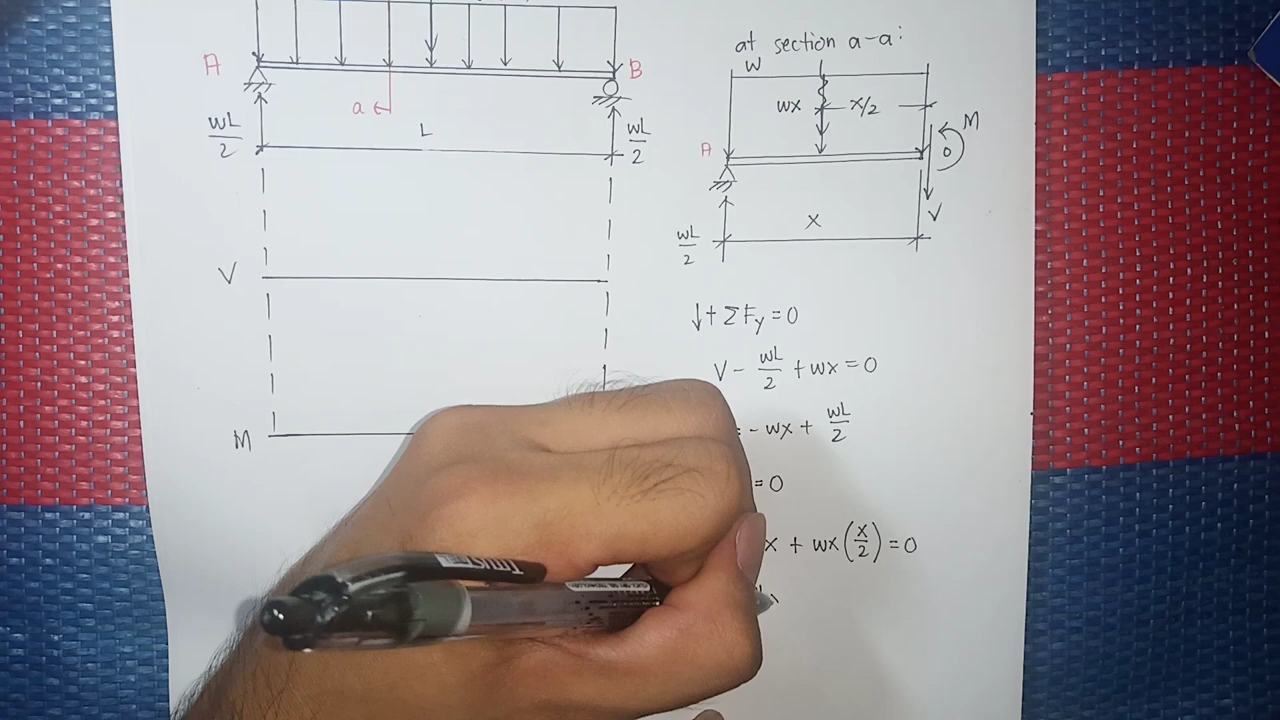 at section a-a:
A
B
a
wL/2
L
wL/2
V
M
w
wx
x/2
M
A
0
V
x
wL/2
↓+ ΣFy = 0
V - wL/2 + wx = 0
= - wx + wL/2
= 0
x + wx(x/2) = 0